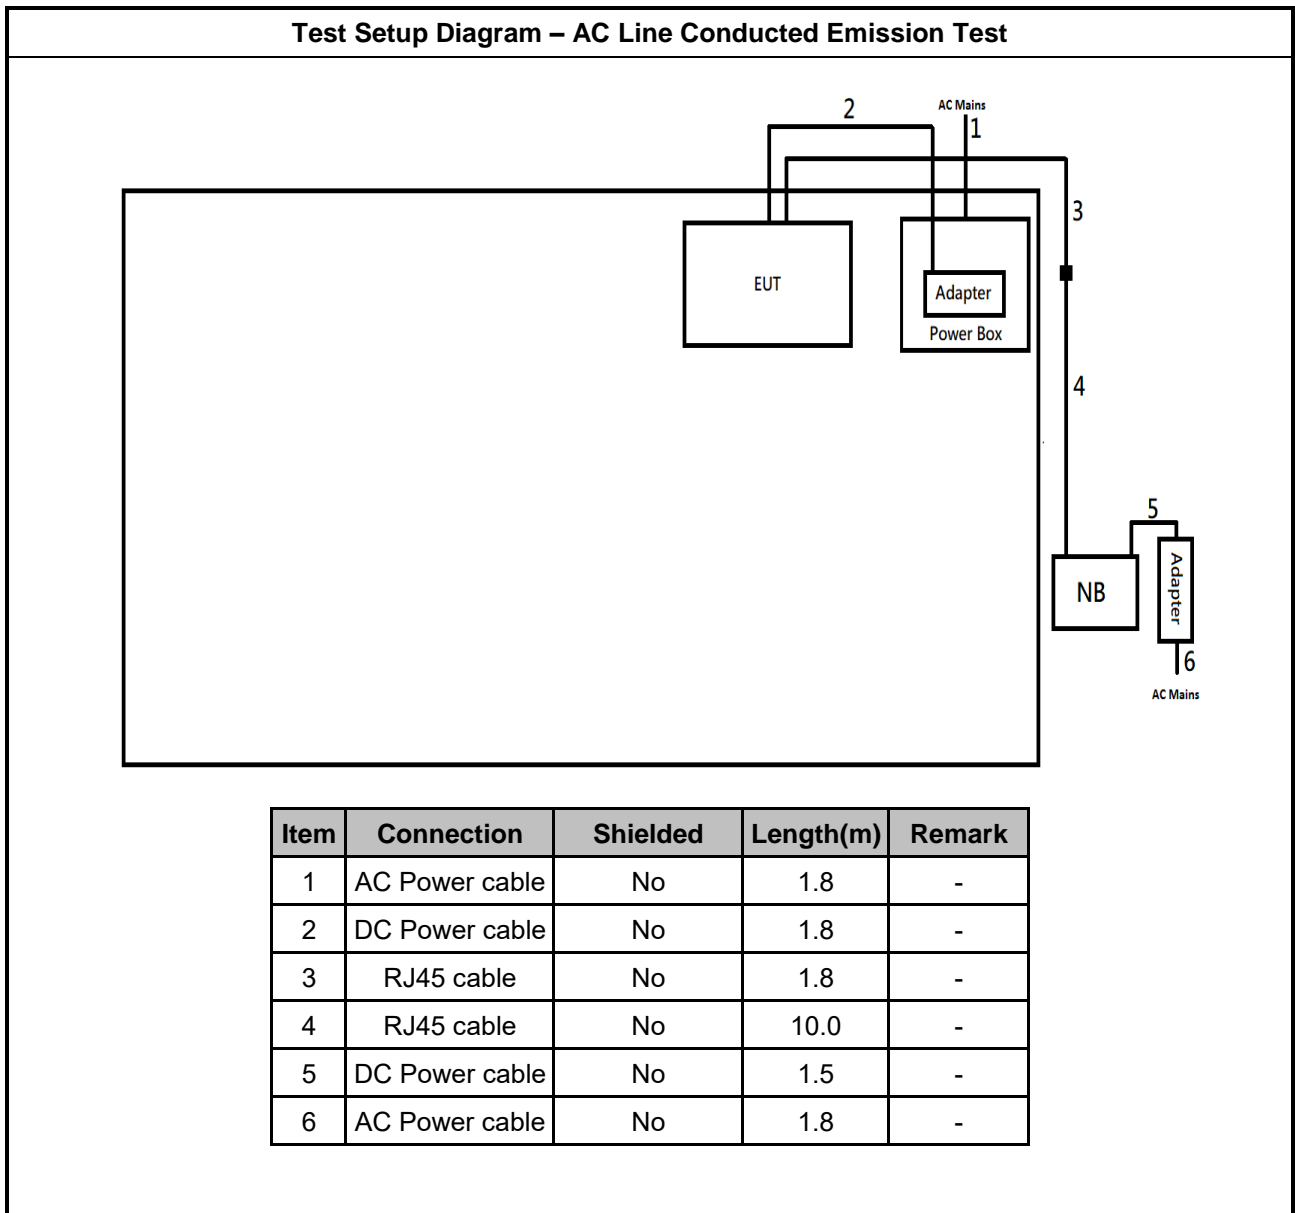 Test Setup Diagram – AC Line Conducted Emission Test
2
AC Mains
1
3
EUT
Adapter
Power Box
4
5
Adapter
NB
6
AC Mains
Item Connection Shielded Length(m) Remark
1 AC Power cable No 1.8 -
2 DC Power cable No 1.8 -
3 RJ45 cable No 1.8 -
4 RJ45 cable No 10.0 -
5 DC Power cable No 1.5 -
6 AC Power cable No 1.8 -